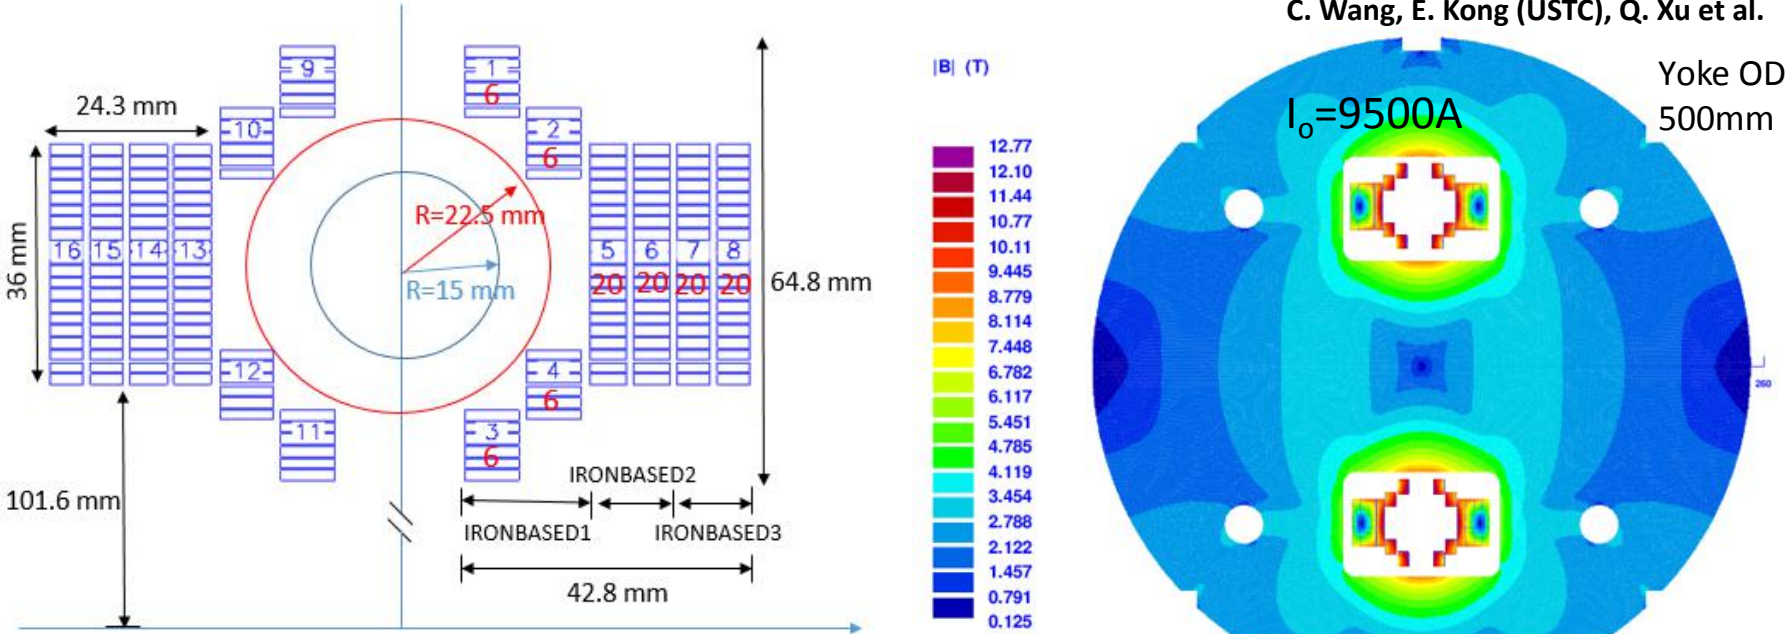 C. Wang, E. Kong (USTC), Q. Xu et al.
9
1
6
10
2
6
24.3 mm
36 mm
16 15 14 13
R=22.5 mm
R=15 mm
5 6 7 8
20 20 20 20
64.8 mm
12
4
6
11
3
6
101.6 mm
IRONBASED2
IRONBASED1
IRONBASED3
42.8 mm
|B| (T)
12.77
12.10
11.44
10.77
10.11
9.445
8.779
8.114
7.448
6.782
6.117
5.451
4.785
4.119
3.454
2.788
2.122
1.457
0.791
0.125
Io=9500A
Yoke OD
500mm
250